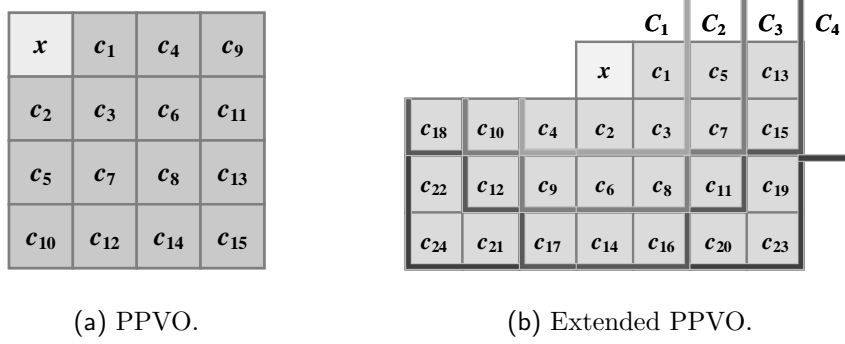 C₁ C₂ C₃ C₄
x c₁ c₄ c₉
c₂ c₃ c₆ c₁₁
c₅ c₇ c₈ c₁₃
c₁₀ c₁₂ c₁₄ c₁₅
x c₁ c₅ c₁₃
c₁₈ c₁₀ c₄ c₂ c₃ c₇ c₁₅
c₂₂ c₁₂ c₉ c₆ c₈ c₁₁ c₁₉
c₂₄ c₂₁ c₁₇ c₁₄ c₁₆ c₂₀ c₂₃
(a) PPVO.
(b) Extended PPVO.